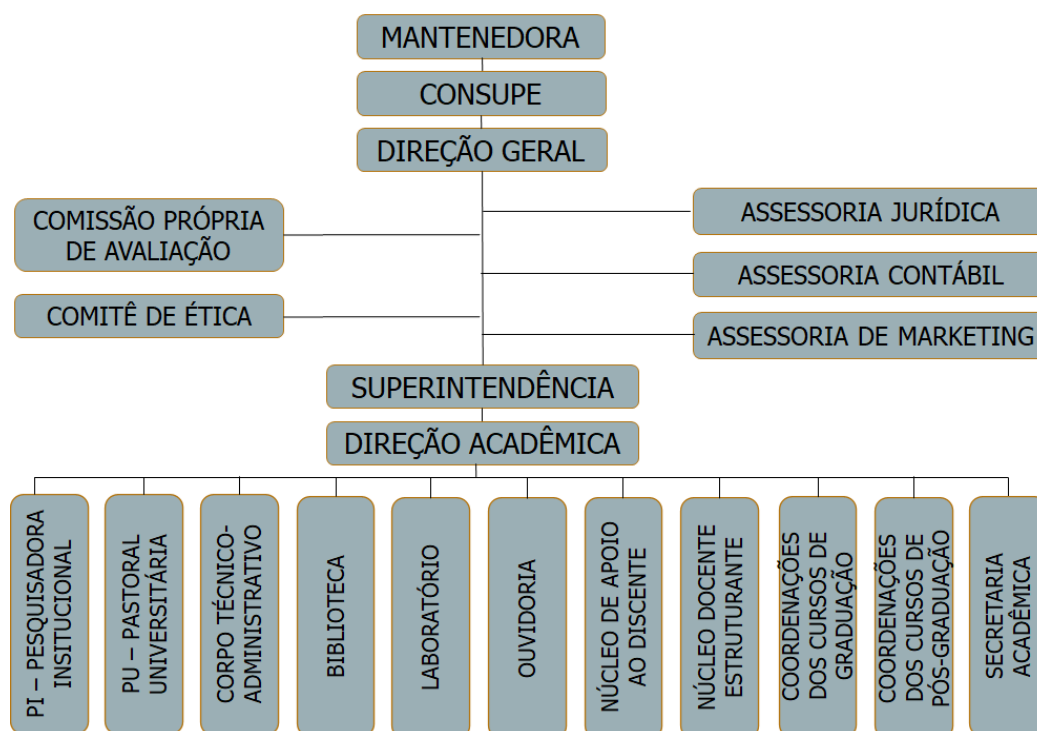 MANTENEDORA
CONSUPE
DIREÇÃO GERAL
COMISSÃO PRÓPRIA
DE AVALIAÇÃO
COMITÊ DE ÉTICA
ASSESSORIA JURÍDICA
ASSESSORIA CONTÁBIL
ASSESSORIA DE MARKETING
SUPERINTENDÊNCIA
DIREÇÃO ACADÊMICA
PI – PESQUISADORA
INSITUCIONAL
PU – PASTORAL
UNIVERSITÁRIA
CORPO TÉCNICO-
ADMINISTRATIVO
BIBLIOTECA
LABORATÓRIO
OUVIDORIA
NÚCLEO DE APOIO
AO DISCENTE
NÚCLEO DOCENTE
ESTRUTURANTE
COORDENAÇÕES
DOS CURSOS DE
GRADUAÇÃO
COORDENAÇÕES
DOS CURSOS DE
PÓS-GRADUAÇÃO
SECRETARIA
ACADÊMICA